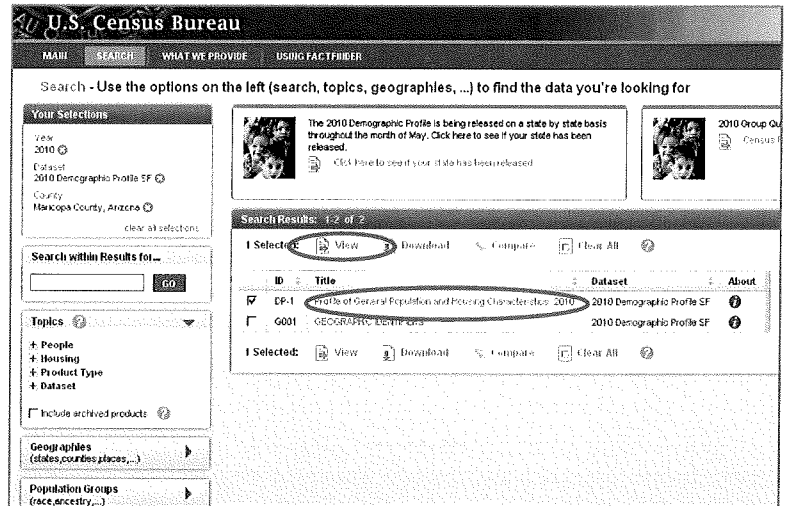 U.S. Census Bureau
MAIN SEARCH WHAT WE PROVIDE USING FACTFINDER
Search - Use the options on the left (search, topics, geographies, ...) to find the data you're looking for
Your Selections
Year
2010
Dataset
2010 Demographic Profile SF
County
Maricopa County, Arizona
clear all selections
Search within Results for...
GO
Topics
+ People
+ Housing
+ Product Type
+ Dataset
Include archived products
Geographies
(states,counties,places,...)
Population Groups
(race,ancestry,...)
The 2010 Demographic Profile is being released on a state by state basis
throughout the month of May. Click here to see if your state has been
released.
Click here to see if your state has been released
2010 Group Qu
Census
Search Results: 1-2 of 2
1 Selected: View Download Compare Clear All
ID Title Dataset About
DP-1 Profile of General Population and Housing Characteristics: 2010 2010 Demographic Profile SF
G001 GEOGRAPHIC IDENTIFIERS 2010 Demographic Profile SF
1 Selected: View Download Compare Clear All